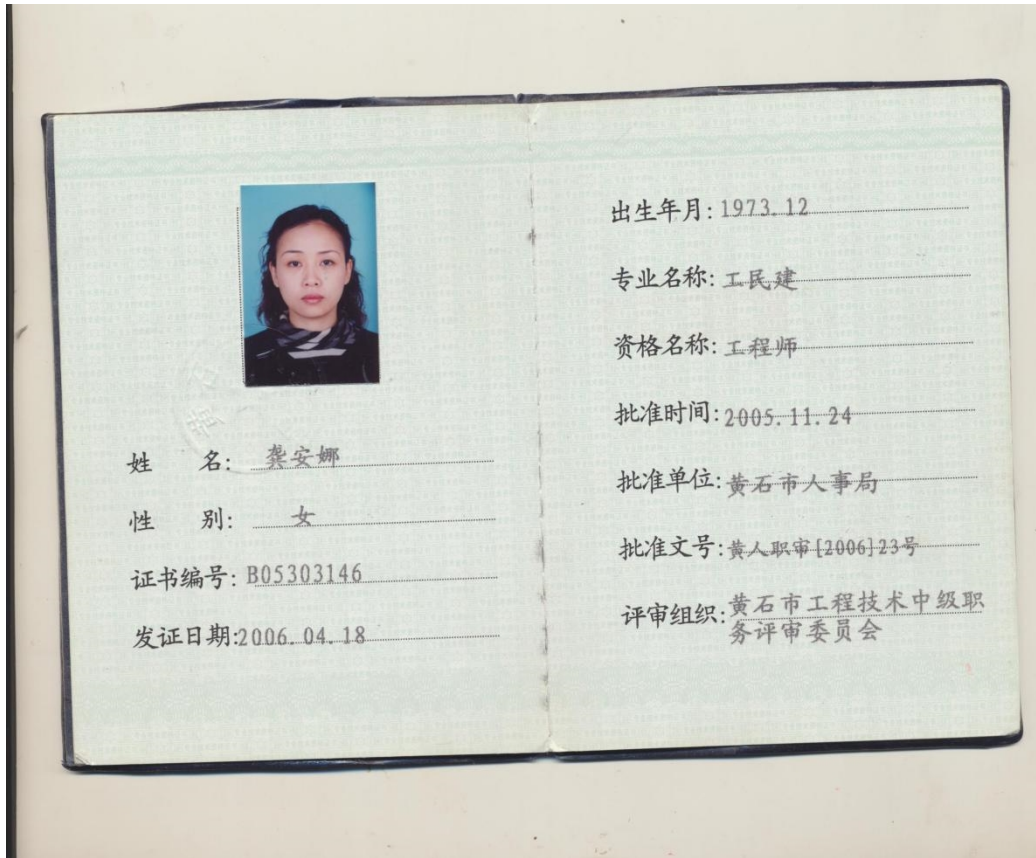 姓 名: 龚安娜
性 别: 女
证书编号: B05303146
发证日期: 2006.04.18
出生年月: 1973.12
专业名称: 工民建
资格名称: 工程师
批准时间: 2005.11.24
批准单位: 黄石市人事局
批准文号: 黄人职审[2006]23号
评审组织: 黄石市工程技术中级职
务评审委员会